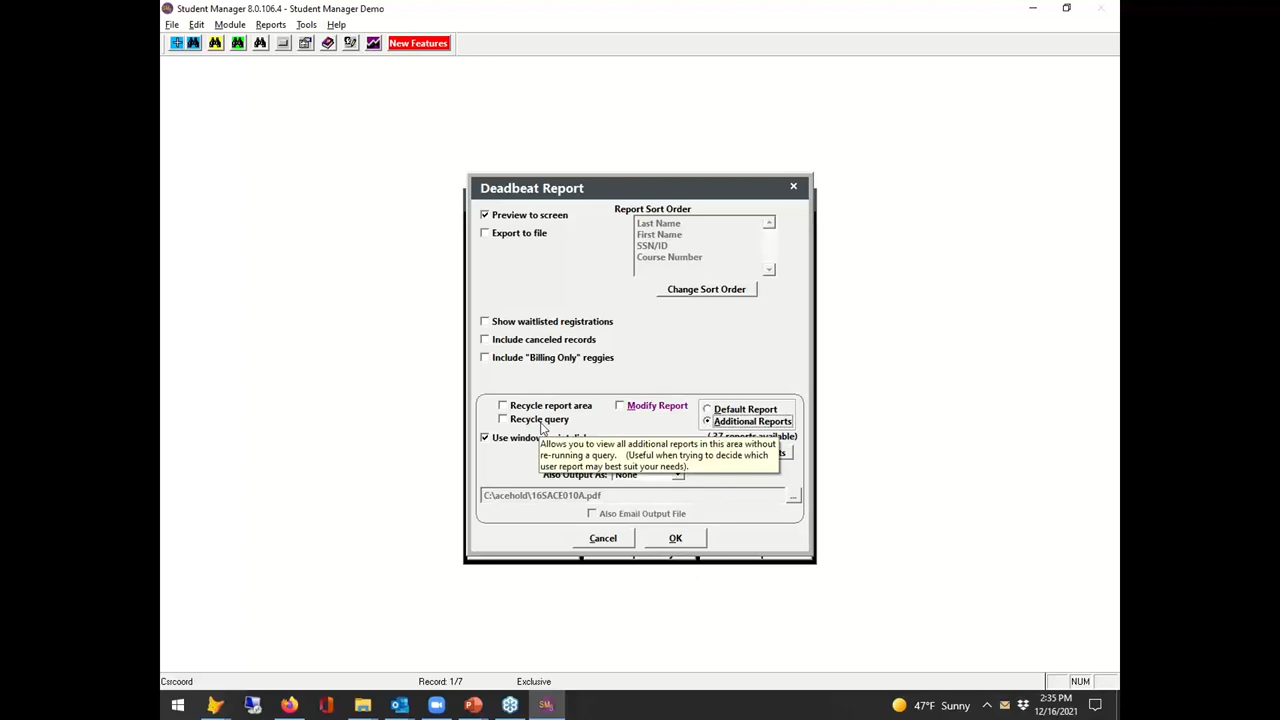 Student Manager 8.0.106.4 - Student Manager Demo
File Edit Module Reports Tools Help
New Features
Deadbeat Report
Preview to screen
Export to file
Report Sort Order
Last Name
First Name
SSN/ID
Course Number
Change Sort Order
Show waitlisted registrations
Include canceled records
Include "Billing Only" reggies
Recycle report area
Recycle query
Modify Report
Default Report
Additional Reports
Use window
Allows you to view all additional reports in this area without
re-running a query. (Useful when trying to decide which
user report may best suit your needs).
Also Output As: None
C:\acehold\16SACE010A.pdf
...
Also Email Output File
Cancel OK
Csrcoord Record: 1/7 Exclusive NUM
47°F Sunny
2:35 PM
12/16/2021